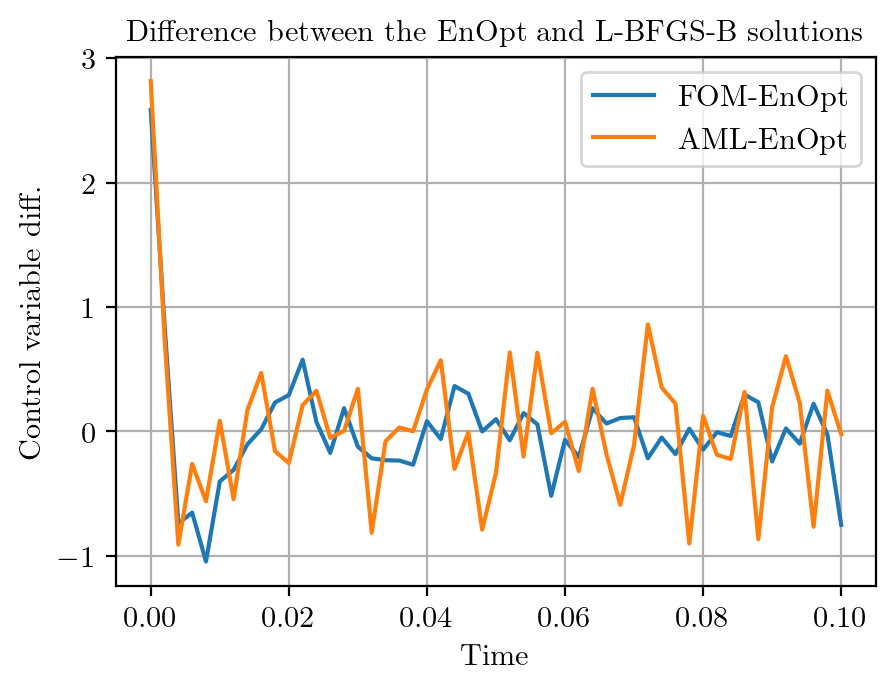 Difference between the EnOpt and L-BFGS-B solutions
Control variable diff.
3
2
1
0
−1
FOM-EnOpt
AML-EnOpt
0.00 0.02 0.04 0.06 0.08 0.10
Time